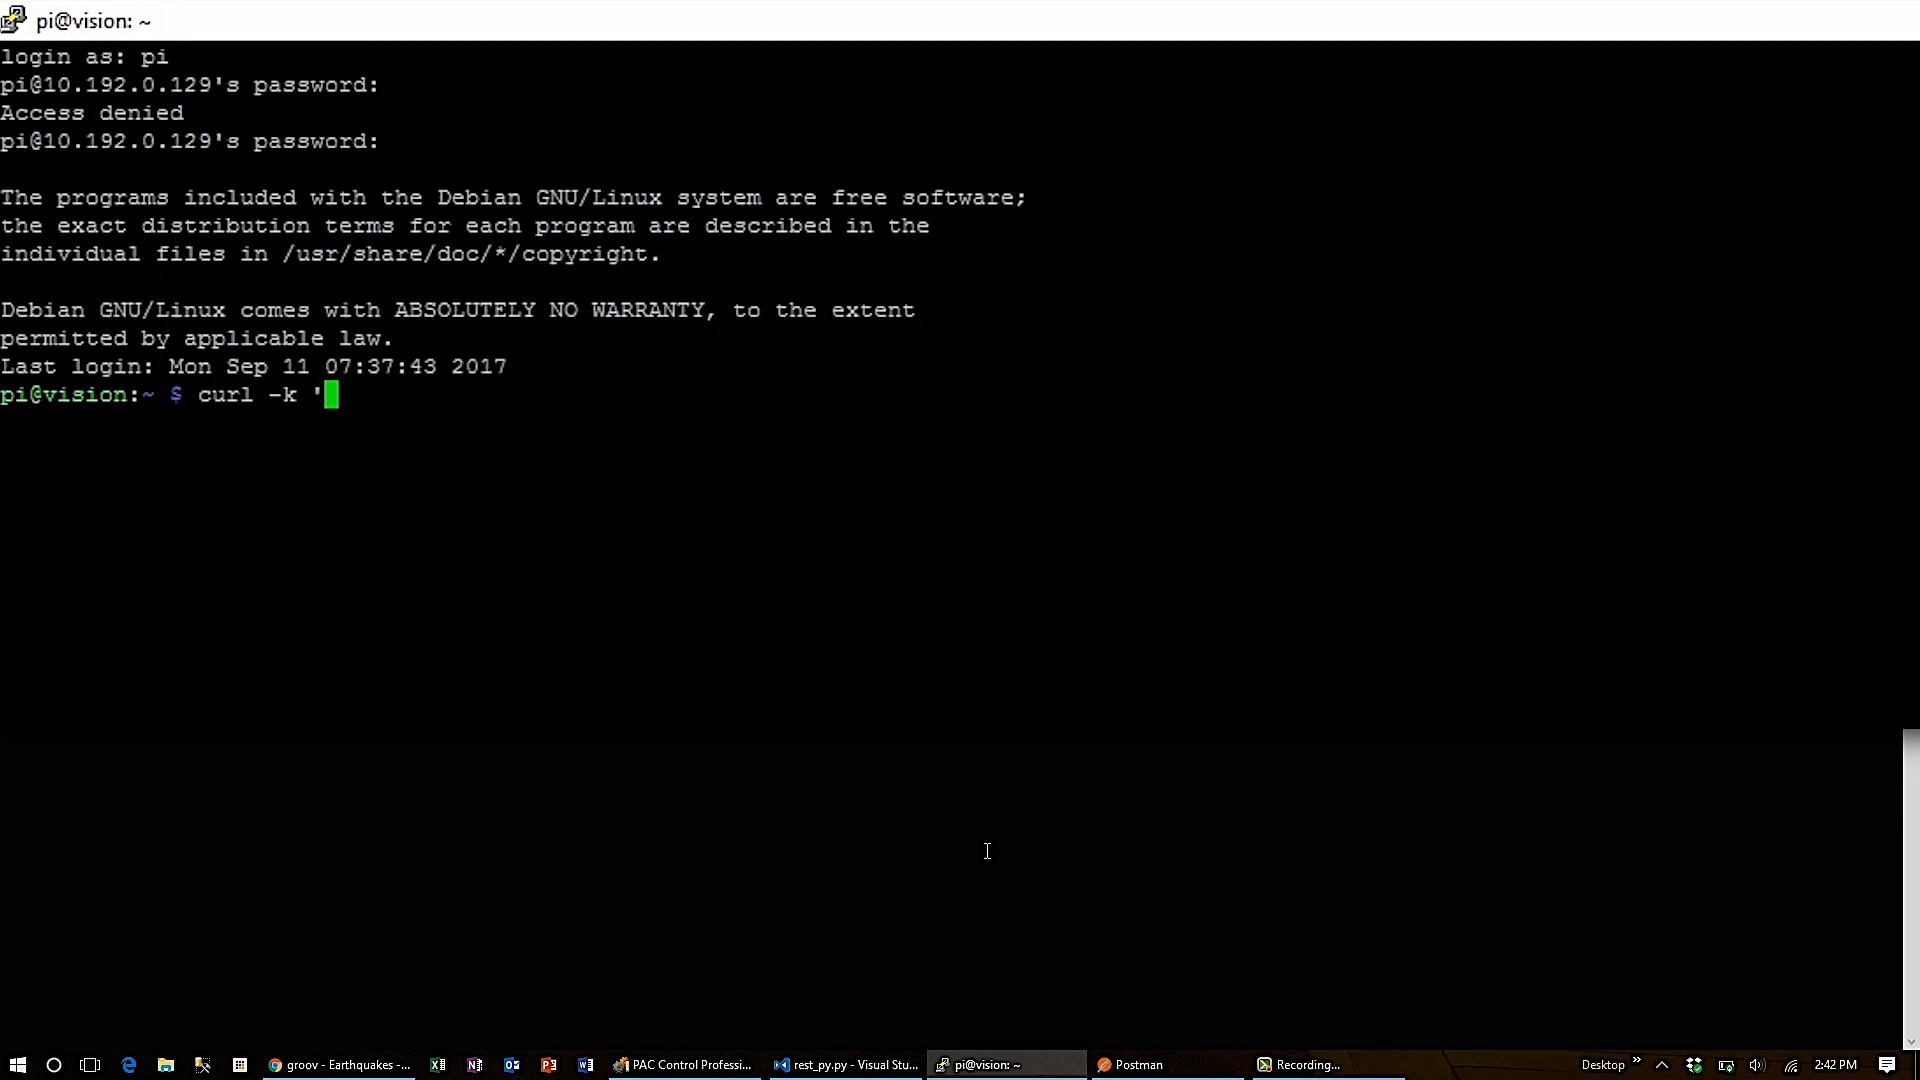 pi@vision: ~
login as: pi
pi@10.192.0.129's password:
Access denied
pi@10.192.0.129's password:
The programs included with the Debian GNU/Linux system are free software;
the exact distribution terms for each program are described in the
individual files in /usr/share/doc/*/copyright.
Debian GNU/Linux comes with ABSOLUTELY NO WARRANTY, to the extent
permitted by applicable law.
Last login: Mon Sep 11 07:37:43 2017
pi@vision:~ $ curl -k '
groov - Earthquakes -... PAC Control Professi... rest_py.py - Visual Stu... pi@vision: ~ Postman Recording... Desktop » 2:42 PM